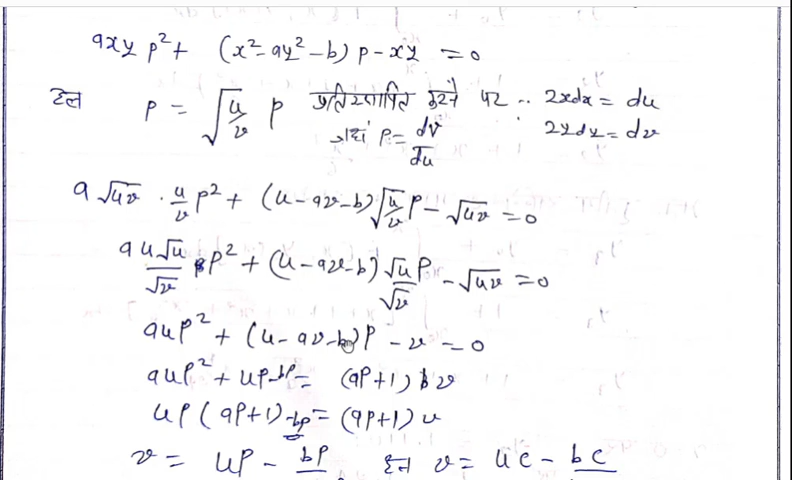 axy p² + (x² - ay² - b) p - xy = 0
हल p = √(u/v) P प्रतिस्थापित करने पर .. 2xdx = du
जहां P = dv/du 2ydy = dv
a √uv · u/v P² + (u - av - b) √(u/v) P - √uv = 0
au√u/√v P² + (u - av - b) √u P/√v - √uv = 0
auP² + (u - av - b) P - v = 0
auP² + uP - bP = (aP + 1) v
uP (aP + 1) - bP = (aP + 1) v
v = uP - bP हल v = uc - bc